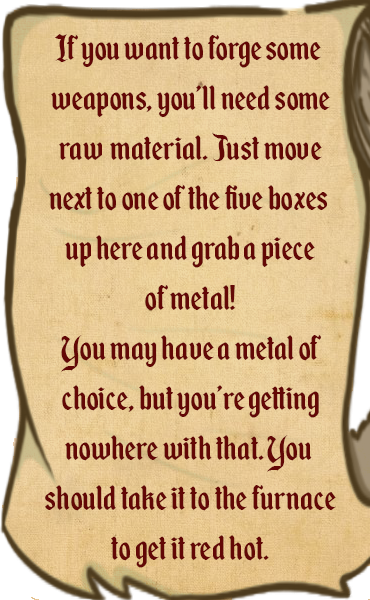 If you want to forge some
weapons, you'll need some
raw material. Just move
next to one of the five boxes
up here and grab a piece
of metal!
You may have a metal of
choice, but you're getting
nowhere with that. You
should take it to the furnace
to get it red hot.